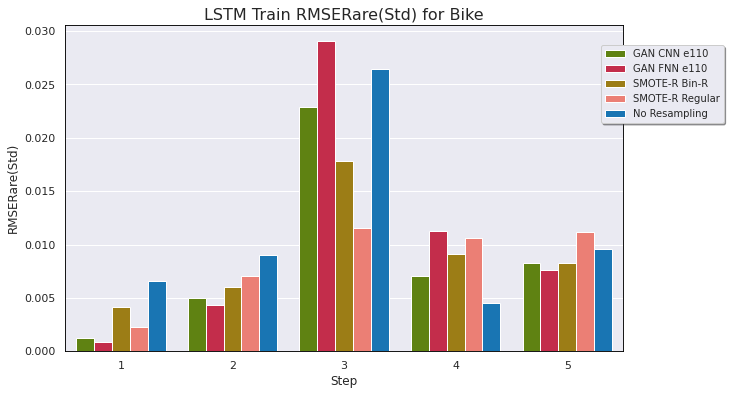 LSTM Train RMSERare(Std) for Bike
0.030
0.025
0.020
0.015
0.010
0.005
0.000
RMSERare(Std)
1 2 3 4 5
Step
GAN CNN e110
GAN FNN e110
SMOTE-R Bin-R
SMOTE-R Regular
No Resampling